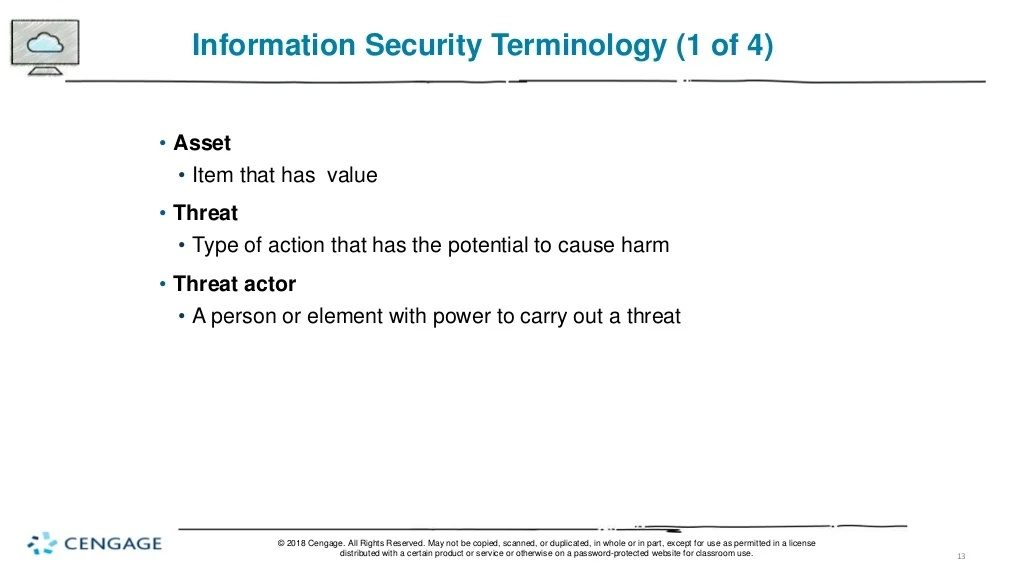 Information Security Terminology (1 of 4)
• Asset
• Item that has  value
• Threat
• Type of action that has the potential to cause harm
• Threat actor
• A person or element with power to carry out a threat
CENGAGE
© 2018 Cengage. All Rights Reserved. May not be copied, scanned, or duplicated, in whole or in part, except for use as permitted in a license
distributed with a certain product or service or otherwise on a password-protected website for classroom use.
13